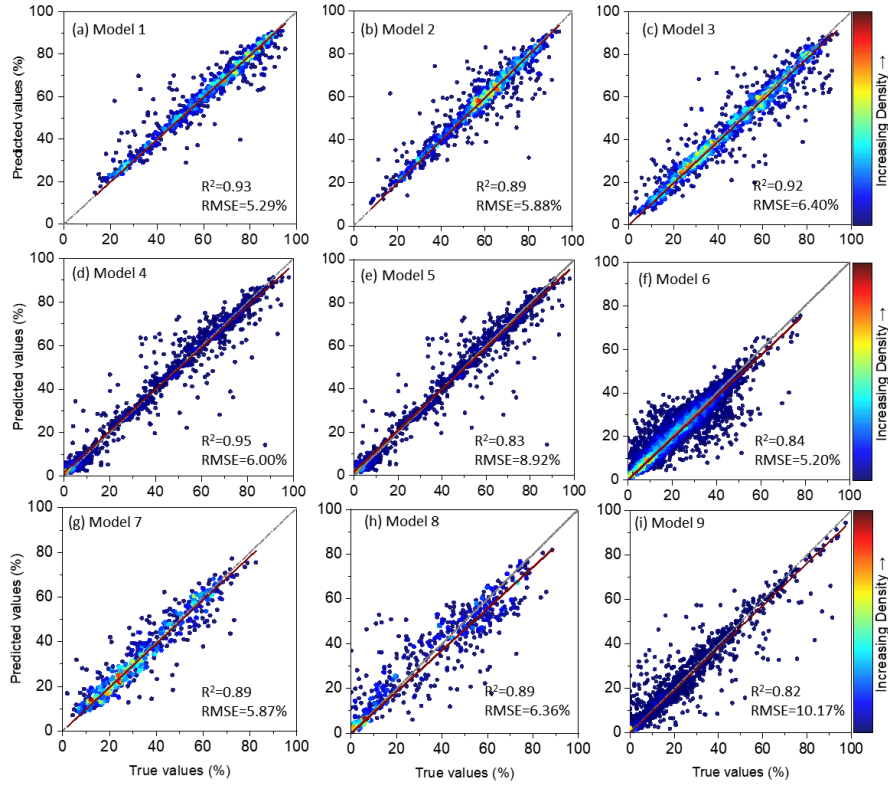 (a) Model 1
R²=0.93
RMSE=5.29%
Predicted values (%)
100
80
60
40
20
0
0 20 40 60 80 100
(b) Model 2
R²=0.89
RMSE=5.88%
100
80
60
40
20
0
0 20 40 60 80 100
(c) Model 3
R²=0.92
RMSE=6.40%
100
80
60
40
20
0
0 20 40 60 80 100
Increasing Density →
(d) Model 4
R²=0.95
RMSE=6.00%
Predicted values (%)
100
80
60
40
20
0
0 20 40 60 80 100
(e) Model 5
R²=0.83
RMSE=8.92%
100
80
60
40
20
0
0 20 40 60 80 100
(f) Model 6
R²=0.84
RMSE=5.20%
100
80
60
40
20
0
0 20 40 60 80 100
Increasing Density →
(g) Model 7
R²=0.89
RMSE=5.87%
Predicted values (%)
100
80
60
40
20
0
0 20 40 60 80 100
True values (%)
(h) Model 8
R²=0.89
RMSE=6.36%
100
80
60
40
20
0
0 20 40 60 80 100
True values (%)
(i) Model 9
R²=0.82
RMSE=10.17%
100
80
60
40
20
0
0 20 40 60 80 100
True values (%)
Increasing Density →